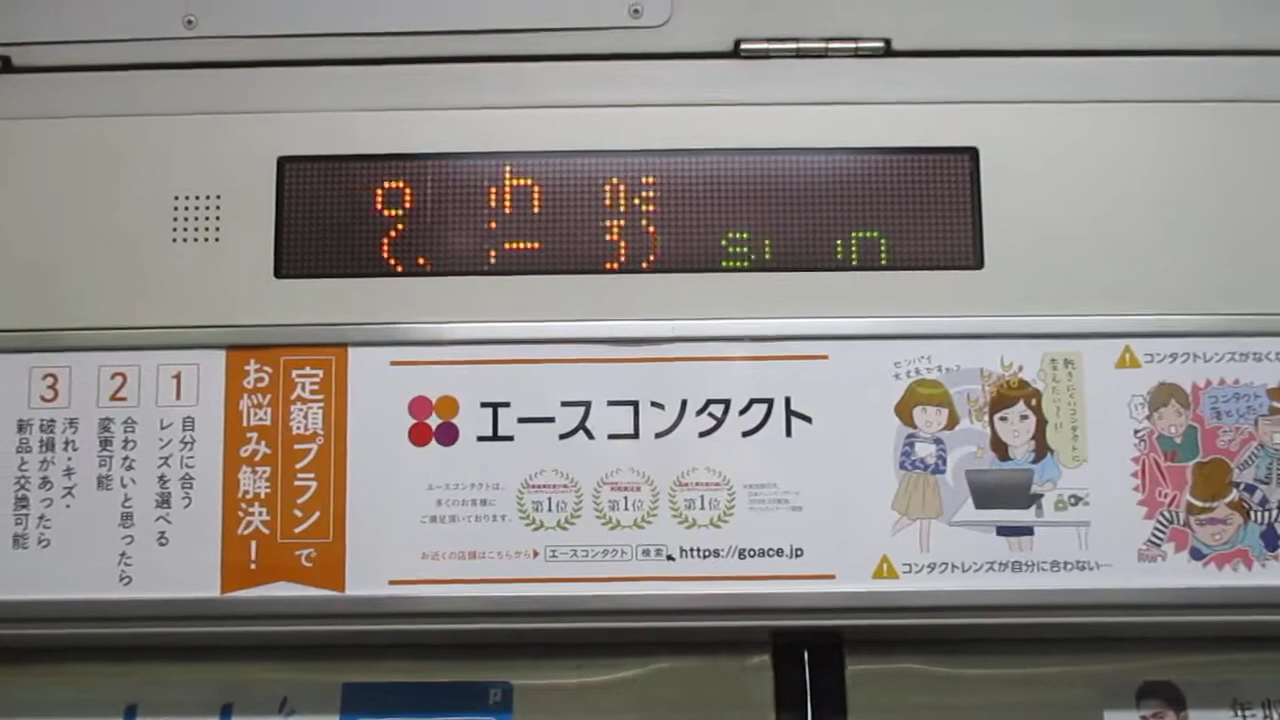 3
汚れ・キズ・
破損があったら
新品と交換可能
2
合わないと思ったら
変更可能
1
自分に合う
レンズを選べる
定額プランで
お悩み解決！
エースコンタクト
エースコンタクトは、
多くのお客様に
ご満足頂いております。
第1位
第1位
第1位
お近くの店舗はこちらから
エースコンタクト 検索 https://goace.jp
センパイ
大丈夫ですか?
乾きにくいコンタクトに
変えたい〜!!
コンタクトレンズが自分に合わない…
コンタクトレンズがなく
!?
コンタクト
落とした!
年収